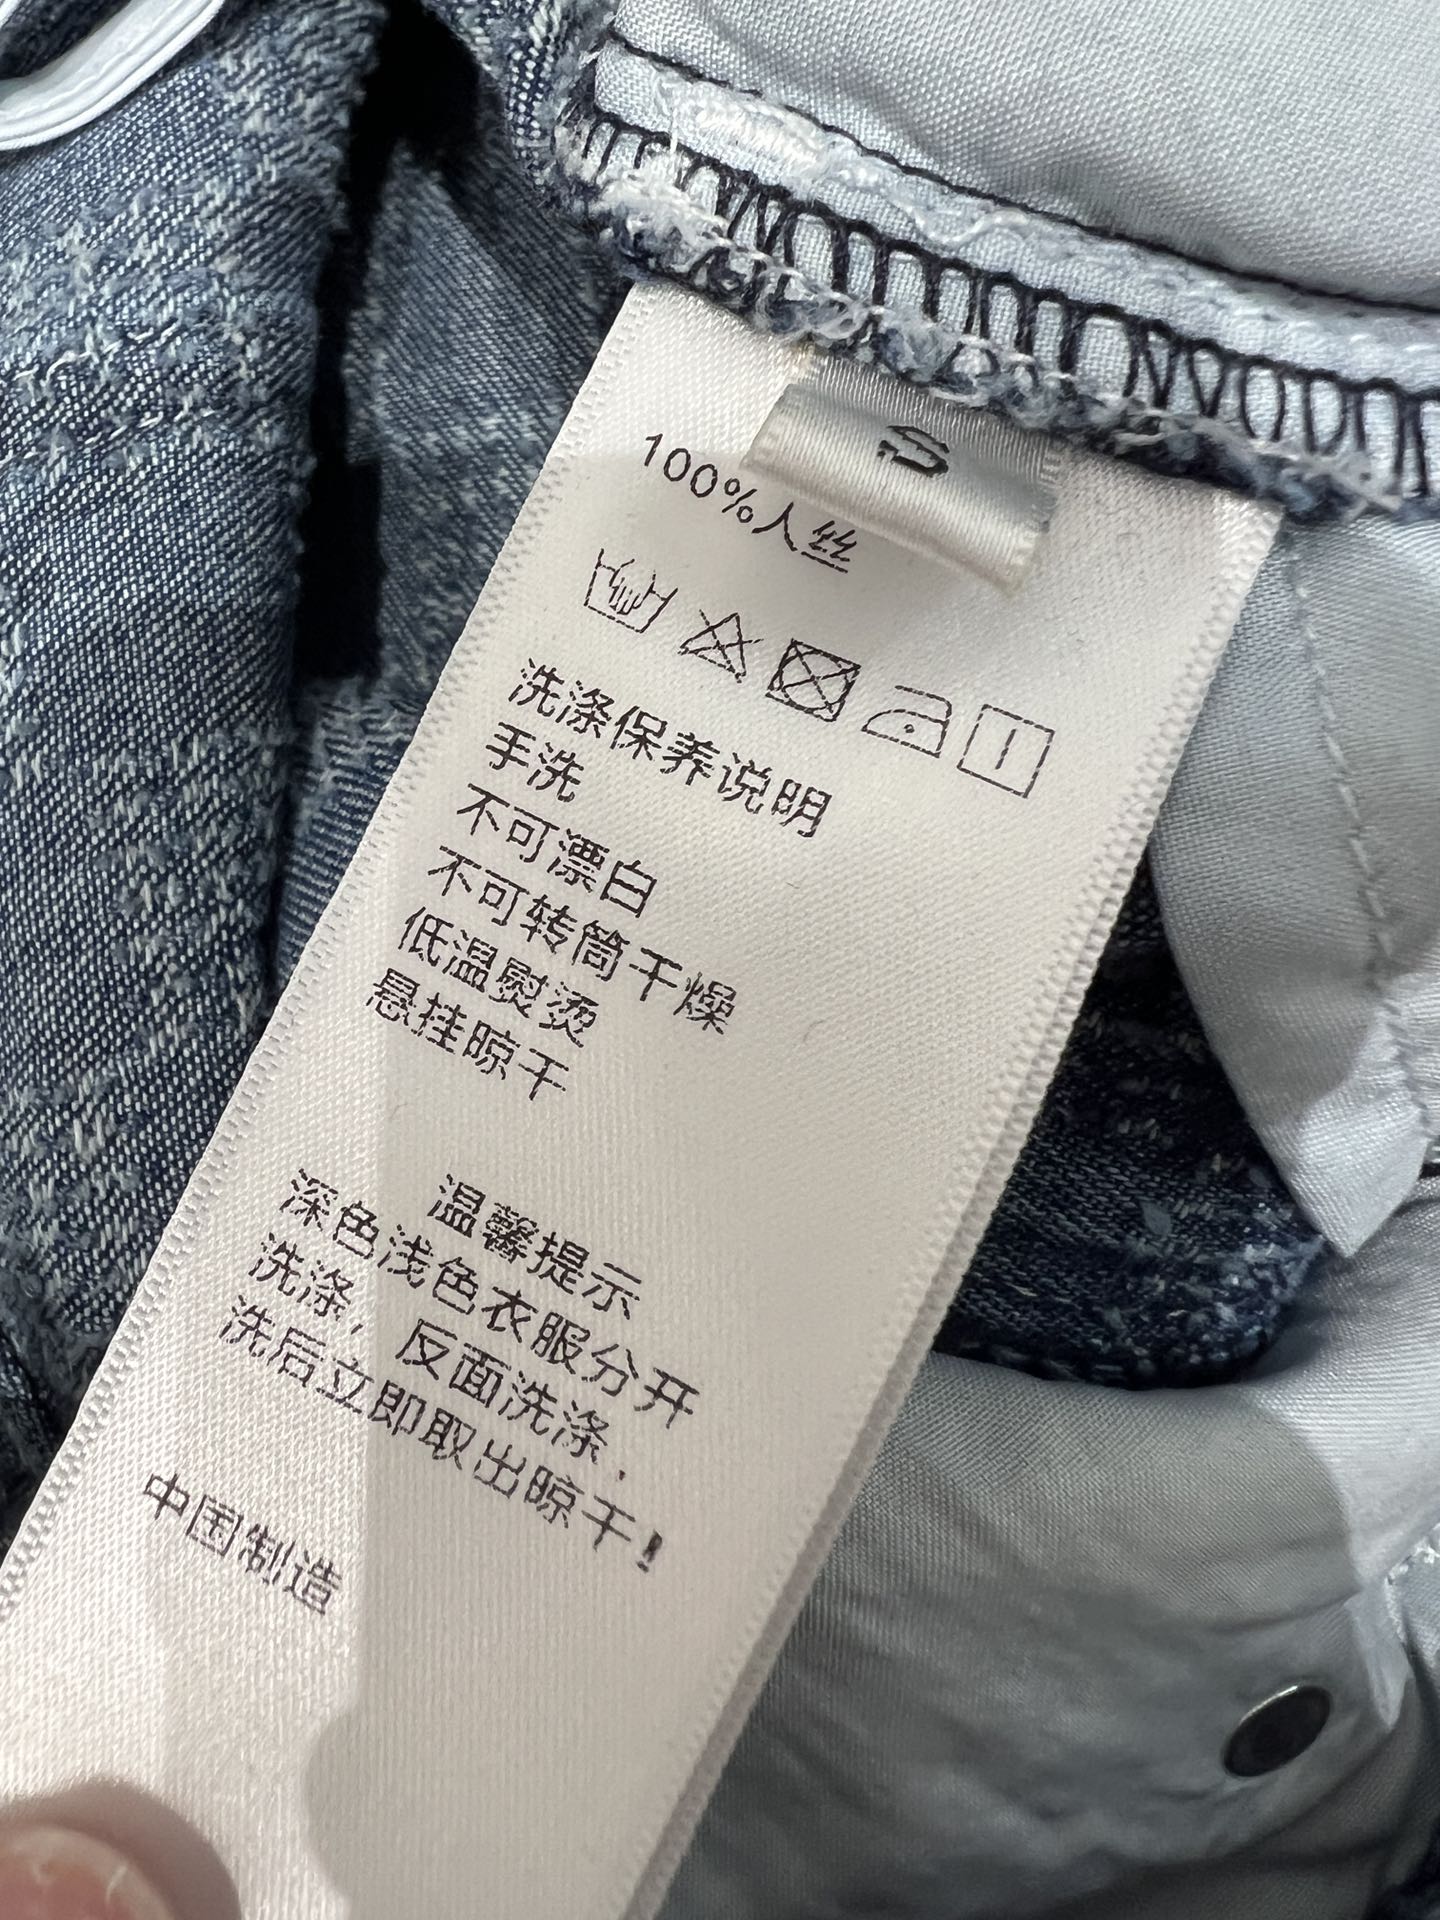 S
100%人丝
洗涤保养说明
手洗
不可漂白
不可转筒干燥
低温熨烫
悬挂晾干
温馨提示
深色浅色衣服分开
洗涤，反面洗涤，
洗后立即取出晾干！
中国制造